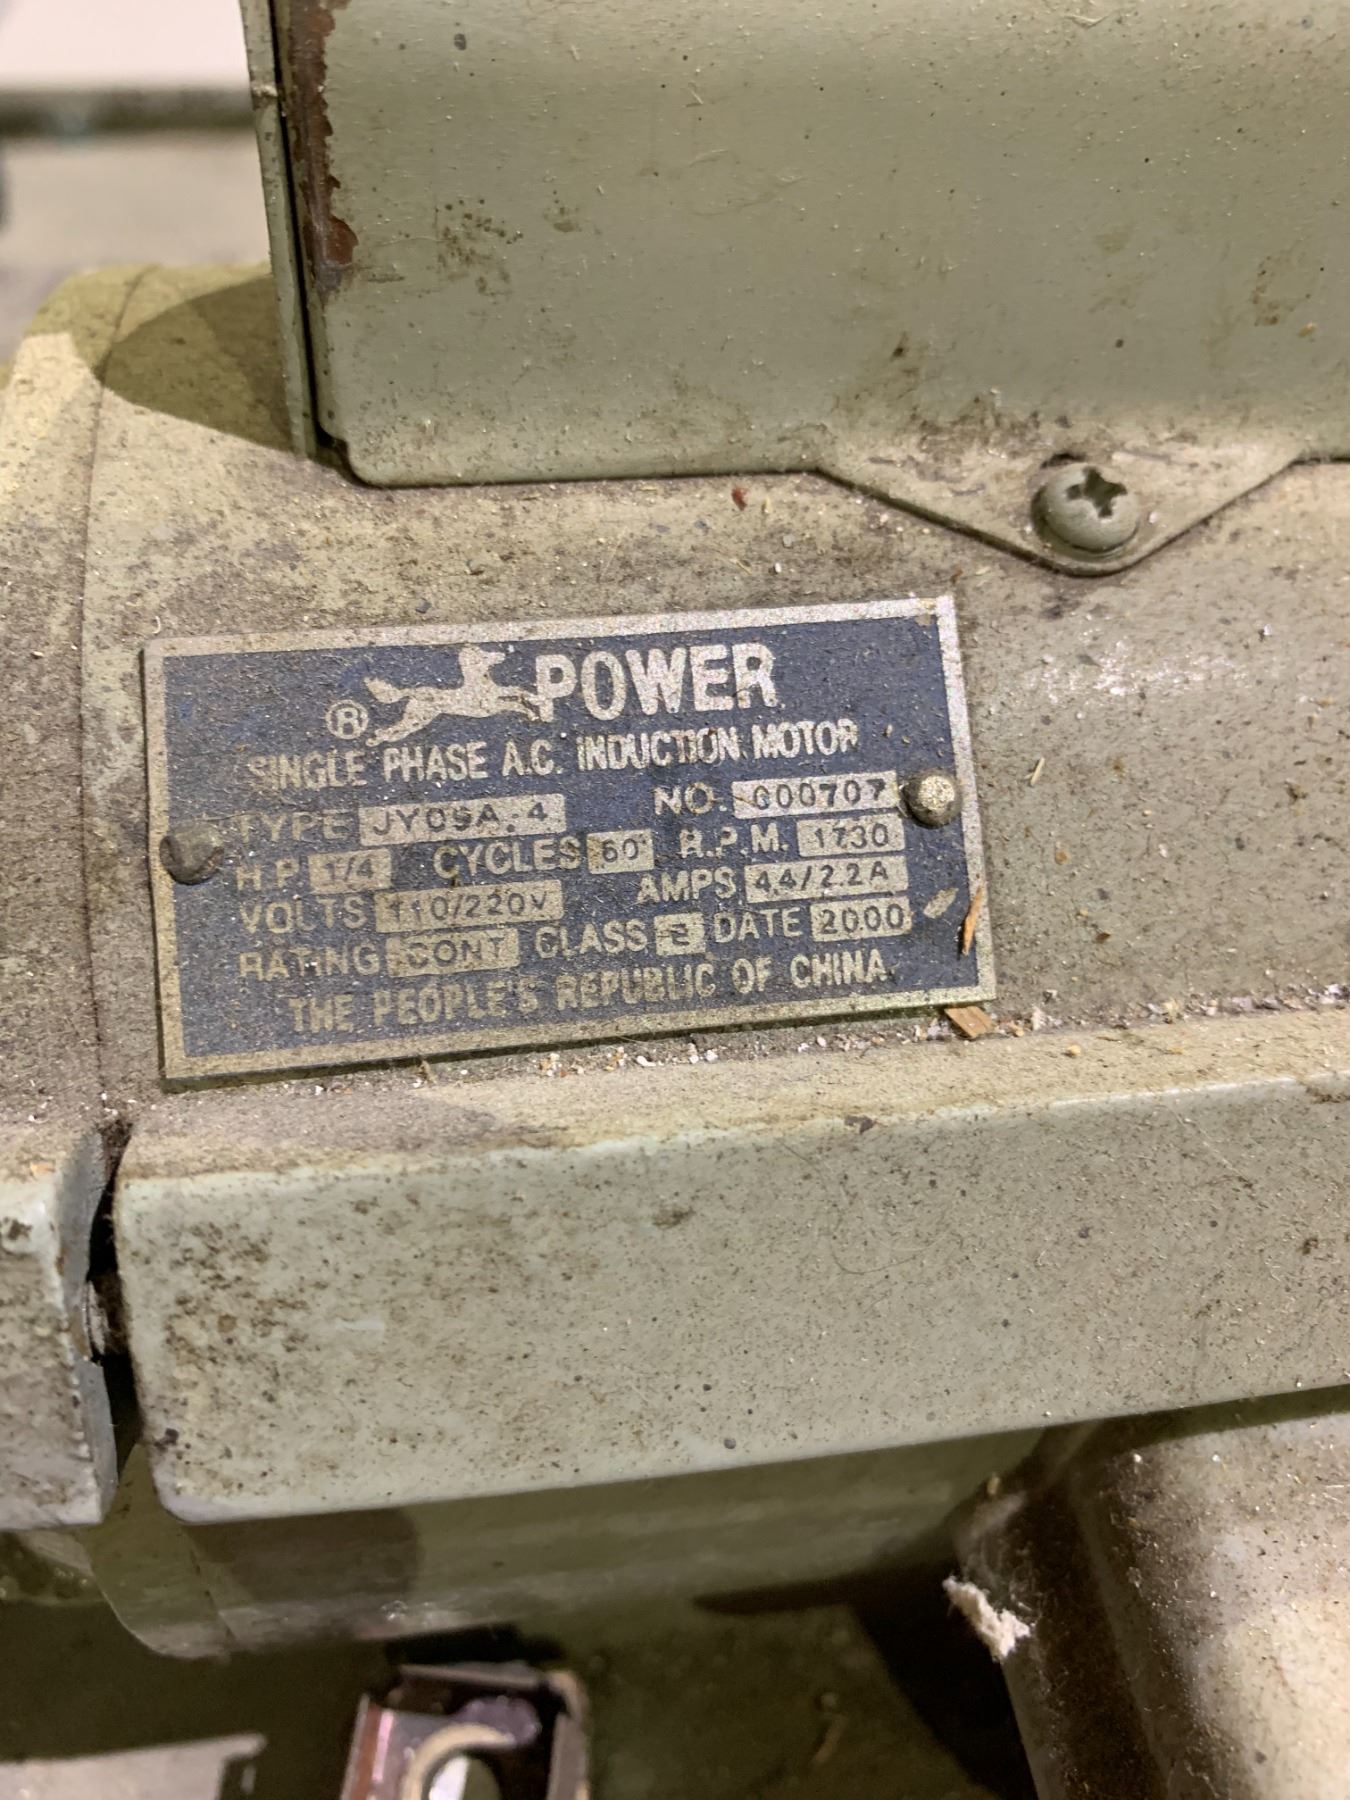 ® POWER
SINGLE PHASE A.C. INDUCTION MOTOR
TYPE JY09A-4 NO. 000707
H.P. 1/4 CYCLES 60 R.P.M. 1730
VOLTS 110/220V AMPS 4.4/2.2A
RATING CONT CLASS DATE 2000
THE PEOPLE'S REPUBLIC OF CHINA